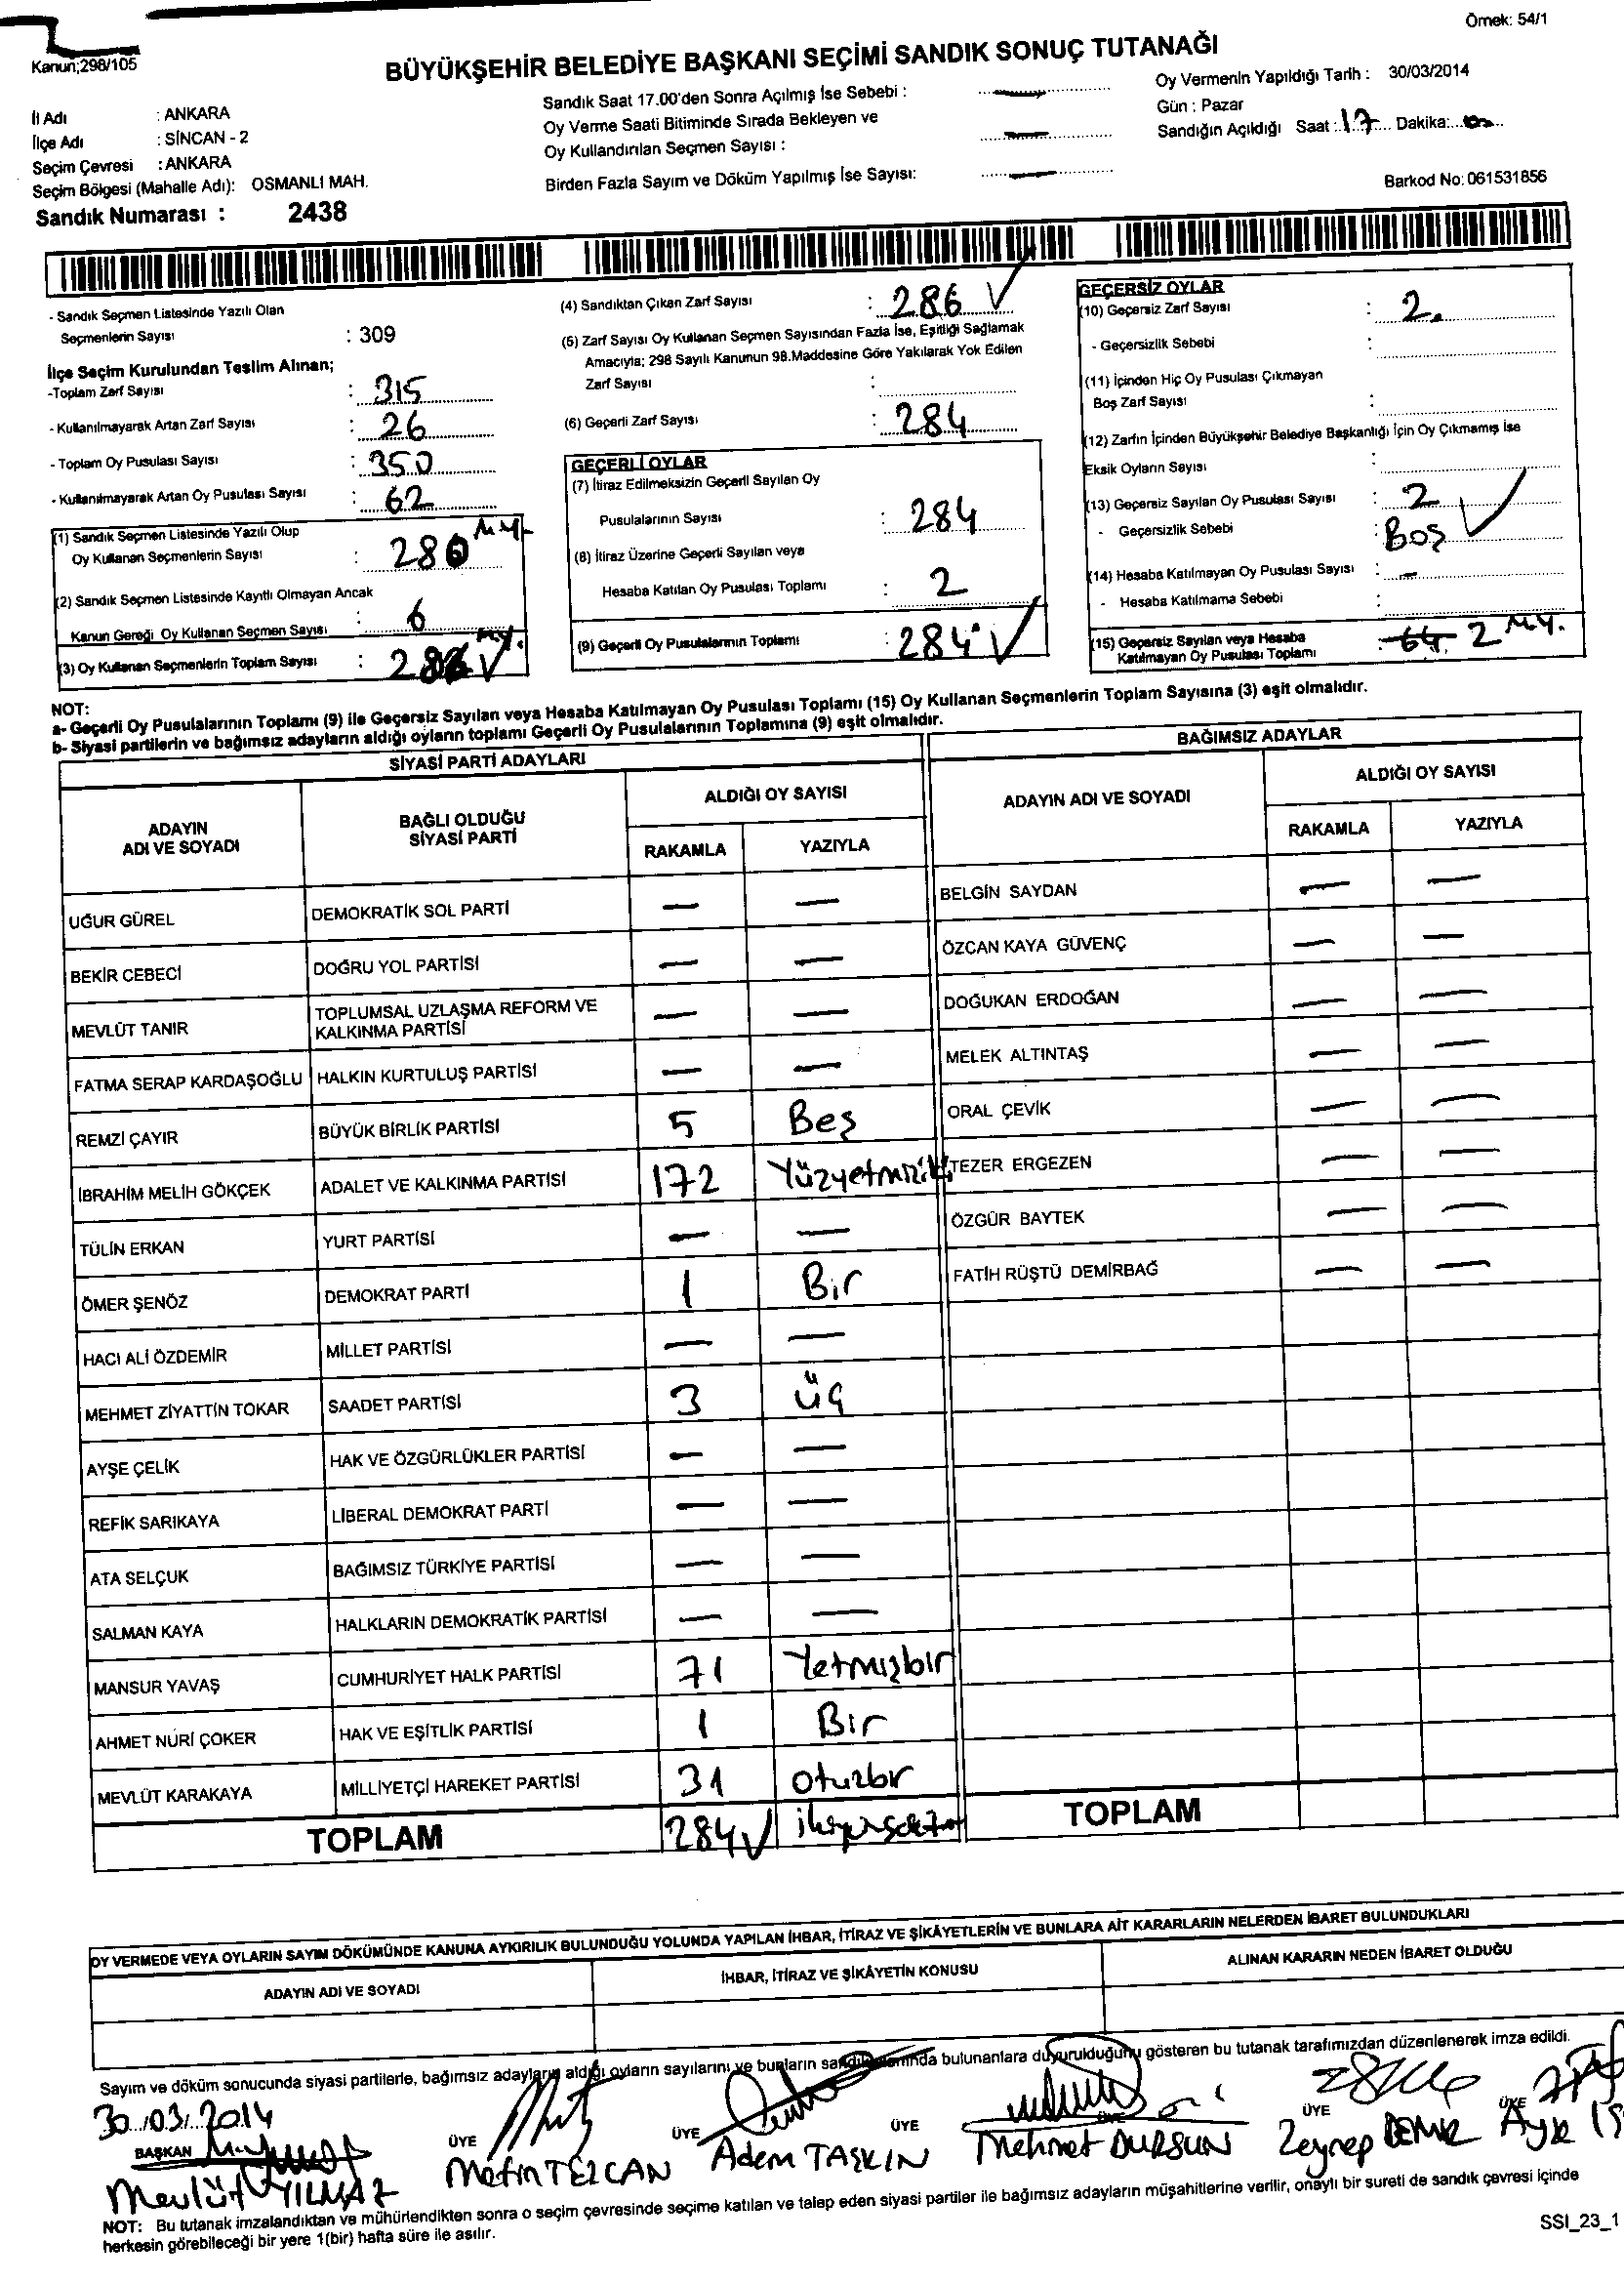 Örnek: 54/1
Kanun;298/105
BÜYÜKŞEHİR BELEDİYE BAŞKANI SEÇİMİ SANDIK SONUÇ TUTANAĞI
İl Adı : ANKARA
İlçe Adı : SİNCAN - 2
Seçim Çevresi : ANKARA
Seçim Bölgesi (Mahalle Adı): OSMANLI MAH.
Sandık Numarası : 2438
Sandık Saat 17.00'den Sonra Açılmış İse Sebebi : —
Oy Verme Saati Bitiminde Sırada Bekleyen ve
Oy Kullandırılan Seçmen Sayısı : —
Birden Fazla Sayım ve Döküm Yapılmış İse Sayısı: —
Oy Vermenin Yapıldığı Tarih : 30/03/2014
Gün : Pazar
Sandığın Açıldığı Saat : 17 Dakika:
Barkod No: 061531856
- Sandık Seçmen Listesinde Yazılı Olan
Seçmenlerin Sayısı : 309
İlçe Seçim Kurulundan Teslim Alınan;
-Toplam Zarf Sayısı : 315
- Kullanılmayarak Artan Zarf Sayısı : 26
- Toplam Oy Pusulası Sayısı : 350
- Kullanılmayarak Artan Oy Pusulası Sayısı : 62
(1) Sandık Seçmen Listesinde Yazılı Olup M.Y.
Oy Kullanan Seçmenlerin Sayısı : 280
(2) Sandık Seçmen Listesinde Kayıtlı Olmayan Ancak
Kanun Gereği Oy Kullanan Seçmen Sayısı : 6
(3) Oy Kullanan Seçmenlerin Toplam Sayısı : 286 M.Y.
(4) Sandıktan Çıkan Zarf Sayısı : 286
(5) Zarf Sayısı Oy Kullanan Seçmen Sayısından Fazla İse, Eşitliği Sağlamak
Amacıyla; 298 Sayılı Kanunun 98.Maddesine Göre Yakılarak Yok Edilen
Zarf Sayısı :
(6) Geçerli Zarf Sayısı : 284
GEÇERLİ OYLAR
(7) İtiraz Edilmeksizin Geçerli Sayılan Oy
Pusulalarının Sayısı : 284
(8) İtiraz Üzerine Geçerli Sayılan veya
Hesaba Katılan Oy Pusulası Toplamı : 2
(9) Geçerli Oy Pusulalarının Toplamı : 284
GEÇERSİZ OYLAR
(10) Geçersiz Zarf Sayısı : 2.
- Geçersizlik Sebebi :
(11) İçinden Hiç Oy Pusulası Çıkmayan
Boş Zarf Sayısı :
(12) Zarfın İçinden Büyükşehir Belediye Başkanlığı İçin Oy Çıkmamış İse
Eksik Oyların Sayısı :
(13) Geçersiz Sayılan Oy Pusulası Sayısı : 2
- Geçersizlik Sebebi : Boş
(14) Hesaba Katılmayan Oy Pusulası Sayısı : —
- Hesaba Katılmama Sebebi :
(15) Geçersiz Sayılan veya Hesaba
Katılmayan Oy Pusulası Toplamı : 64 2 M.Y.
NOT:
a- Geçerli Oy Pusulalarının Toplamı (9) ile Geçersiz Sayılan veya Hesaba Katılmayan Oy Pusulası Toplamı (15) Oy Kullanan Seçmenlerin Toplam Sayısına (3) eşit olmalıdır.
b- Siyasi partilerin ve bağımsız adayların aldığı oyların toplamı Geçerli Oy Pusulalarının Toplamına (9) eşit olmalıdır.
SİYASİ PARTİ ADAYLARI
ADAYIN ADI VE SOYADI
BAĞLI OLDUĞU SİYASİ PARTİ
ALDIĞI OY SAYISI
RAKAMLA YAZIYLA
UĞUR GÜREL DEMOKRATİK SOL PARTİ — —
BEKİR CEBECİ DOĞRU YOL PARTİSİ — —
MEVLÜT TANIR TOPLUMSAL UZLAŞMA REFORM VE KALKINMA PARTİSİ — —
FATMA SERAP KARDAŞOĞLU HALKIN KURTULUŞ PARTİSİ — —
REMZİ ÇAYIR BÜYÜK BİRLİK PARTİSİ 5 Beş
İBRAHİM MELİH GÖKÇEK ADALET VE KALKINMA PARTİSİ 172 Yüzyetmişiki
TÜLİN ERKAN YURT PARTİSİ — —
ÖMER ŞENÖZ DEMOKRAT PARTİ 1 Bir
HACI ALİ ÖZDEMİR MİLLET PARTİSİ — —
MEHMET ZİYATTİN TOKAR SAADET PARTİSİ 3 üç
AYŞE ÇELİK HAK VE ÖZGÜRLÜKLER PARTİSİ — —
REFİK SARIKAYA LİBERAL DEMOKRAT PARTİ — —
ATA SELÇUK BAĞIMSIZ TÜRKİYE PARTİSİ — —
SALMAN KAYA HALKLARIN DEMOKRATİK PARTİSİ — —
MANSUR YAVAŞ CUMHURİYET HALK PARTİSİ 71 Yetmişbir
AHMET NURİ ÇOKER HAK VE EŞİTLİK PARTİSİ 1 Bir
MEVLÜT KARAKAYA MİLLİYETÇİ HAREKET PARTİSİ 31 otuzbir
TOPLAM 284
BAĞIMSIZ ADAYLAR
ADAYIN ADI VE SOYADI
ALDIĞI OY SAYISI
RAKAMLA YAZIYLA
BELGİN SAYDAN — —
ÖZCAN KAYA GÜVENÇ — —
DOĞUKAN ERDOĞAN — —
MELEK ALTINTAŞ — —
ORAL ÇEVİK — —
TEZER ERGEZEN — —
ÖZGÜR BAYTEK — —
FATİH RÜŞTÜ DEMİRBAĞ — —
TOPLAM
OY VERMEDE VEYA OYLARIN SAYIM DÖKÜMÜNDE KANUNA AYKIRILIK BULUNDUĞU YOLUNDA YAPILAN İHBAR, İTİRAZ VE ŞİKÂYETLERİN VE BUNLARA AİT KARARLARIN NELERDEN İBARET BULUNDUKLARI
ADAYIN ADI VE SOYADI
İHBAR, İTİRAZ VE ŞİKÂYETİN KONUSU
ALINAN KARARIN NEDEN İBARET OLDUĞU
Sayım ve döküm sonucunda siyasi partilerle, bağımsız adayların aldığı oyların sayılarını ve bunların sandık alanında bulunanlara duyurulduğunu gösteren bu tutanak tarafımızdan düzenlenerek imza edildi.
30/03/2014
BAŞKAN ÜYE ÜYE ÜYE ÜYE ÜYE
Mevlüt YILMAZ Metin TEZCAN Adem TAŞKIN Mehmet DURSUN Zeynep DEMİR
NOT: Bu tutanak imzalandıktan ve mühürlendikten sonra o seçim çevresinde seçime katılan ve talep eden siyasi partiler ile bağımsız adayların müşahitlerine verilir, onaylı bir sureti de sandık çevresi içinde
herkesin görebileceği bir yere 1(bir) hafta süre ile asılır.
SSI_23_1